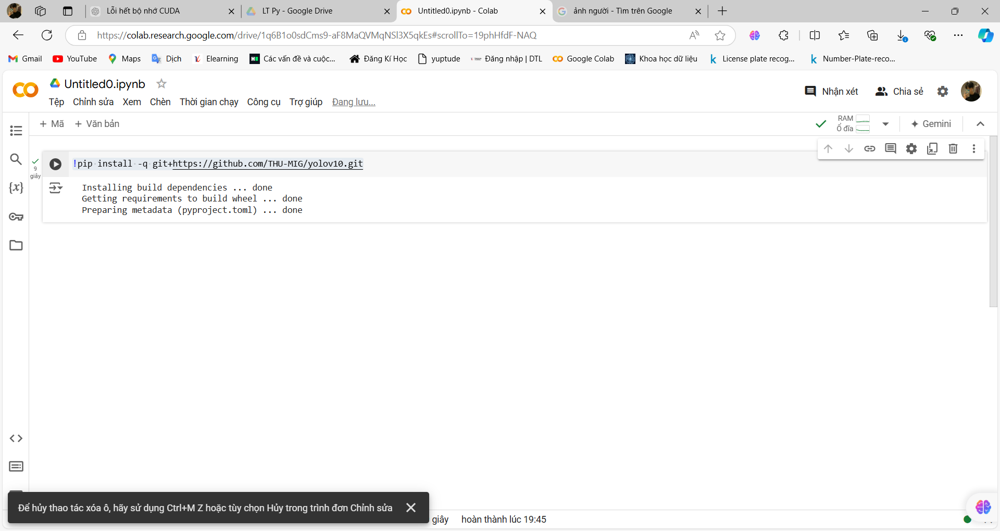 Lỗi hết bộ nhớ CUDA
LT Py - Google Drive
Untitled0.ipynb - Colab
ảnh người - Tìm trên Google
https://colab.research.google.com/drive/1q6B1o0sdCms9-aF8MaQVMqNSl3X5qkEs#scrollTo=19phHfdF-NAQ
Gmail
YouTube
Maps
Dịch
Elearning
Các vấn đề và cuộc...
Đăng Kí Học
yuptude
Đăng nhập | DTL
Google Colab
Khoa học dữ liệu
License plate recog...
Number-Plate-reco...
Untitled0.ipynb
Nhận xét
Chia sẻ
Tệp Chỉnh sửa Xem Chèn Thời gian chạy Công cụ Trợ giúp Đang lưu...
+ Mã + Văn bản
RAM
Ổ đĩa
Gemini
9
giây
!pip install -q git+https://github.com/THU-MIG/yolov10.git
Installing build dependencies ... done
Getting requirements to build wheel ... done
Preparing metadata (pyproject.toml) ... done
Để hủy thao tác xóa ô, hãy sử dụng Ctrl+M Z hoặc tùy chọn Hủy trong trình đơn Chỉnh sửa
giây hoàn thành lúc 19:45